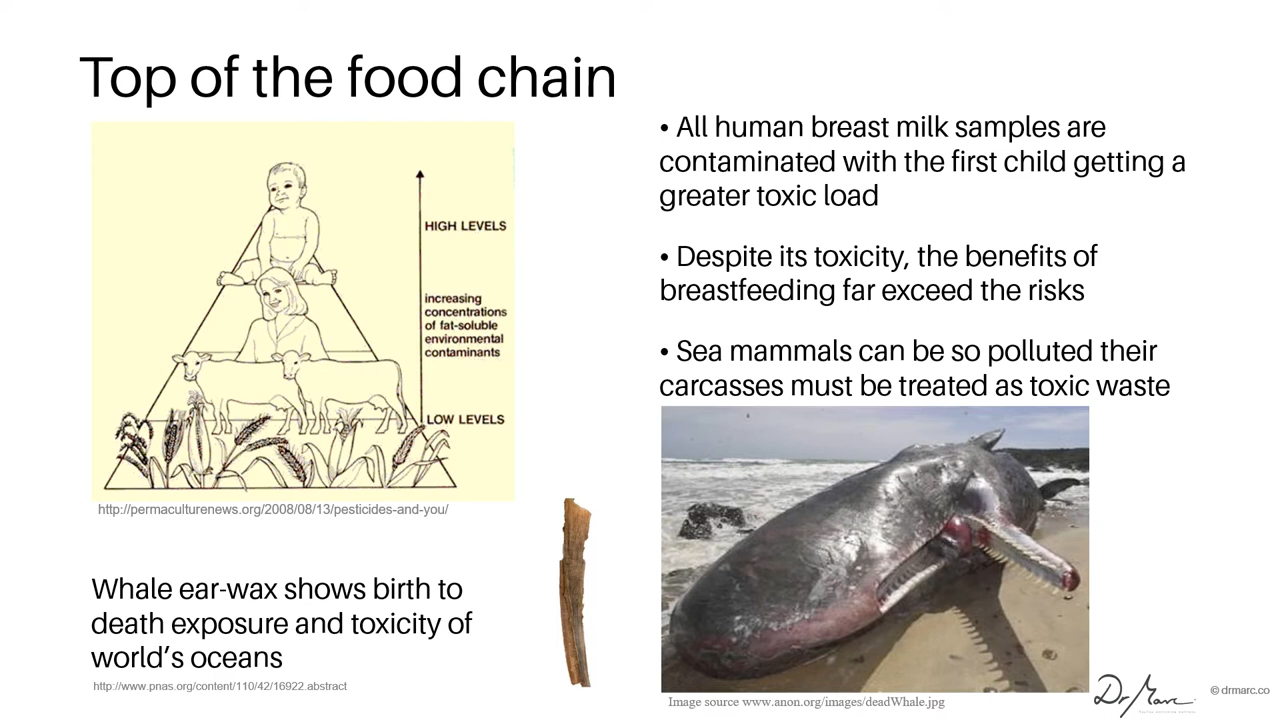 Top of the food chain
HIGH LEVELS
increasing
concentrations
of fat-soluble
environmental
contaminants
LOW LEVELS
http://permaculturenews.org/2008/08/13/pesticides-and-you/
Whale ear-wax shows birth to
death exposure and toxicity of
world’s oceans
http://www.pnas.org/content/110/42/16922.abstract
• All human breast milk samples are
contaminated with the first child getting a
greater toxic load
• Despite its toxicity, the benefits of
breastfeeding far exceed the risks
• Sea mammals can be so polluted their
carcasses must be treated as toxic waste
Image source www.anon.org/images/deadWhale.jpg
Dr Marc
© drmarc.co